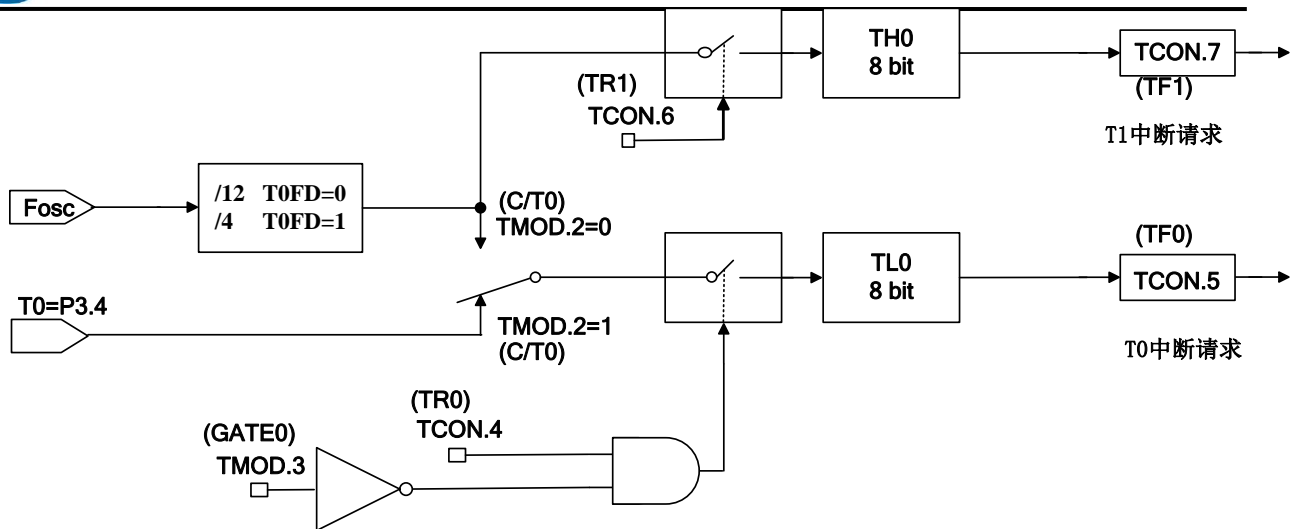 TH0
8 bit
TCON.7
(TF1)
T1中断请求
(TR1)
TCON.6
Fosc
/12 T0FD=0
/4 T0FD=1
(C/T0)
TMOD.2=0
TL0
8 bit
(TF0)
TCON.5
T0中断请求
T0=P3.4
TMOD.2=1
(C/T0)
(TR0)
TCON.4
(GATE0)
TMOD.3